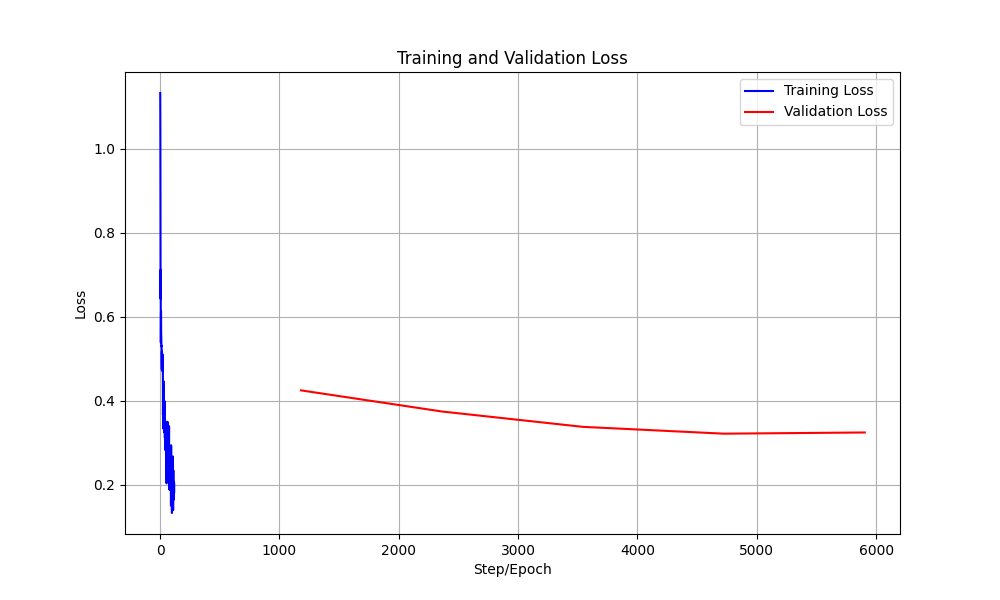 Training and Validation Loss
Training Loss
Validation Loss
1.0
0.8
0.6
0.4
0.2
Loss
0 1000 2000 3000 4000 5000 6000
Step/Epoch